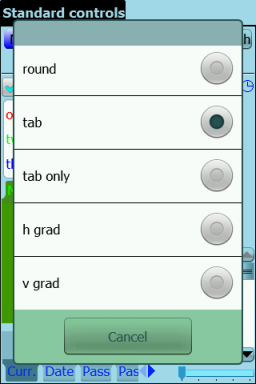 Standard controls
h
round
tab
tab only
h grad
v grad
Cancel
Curr. Date Pass Pas